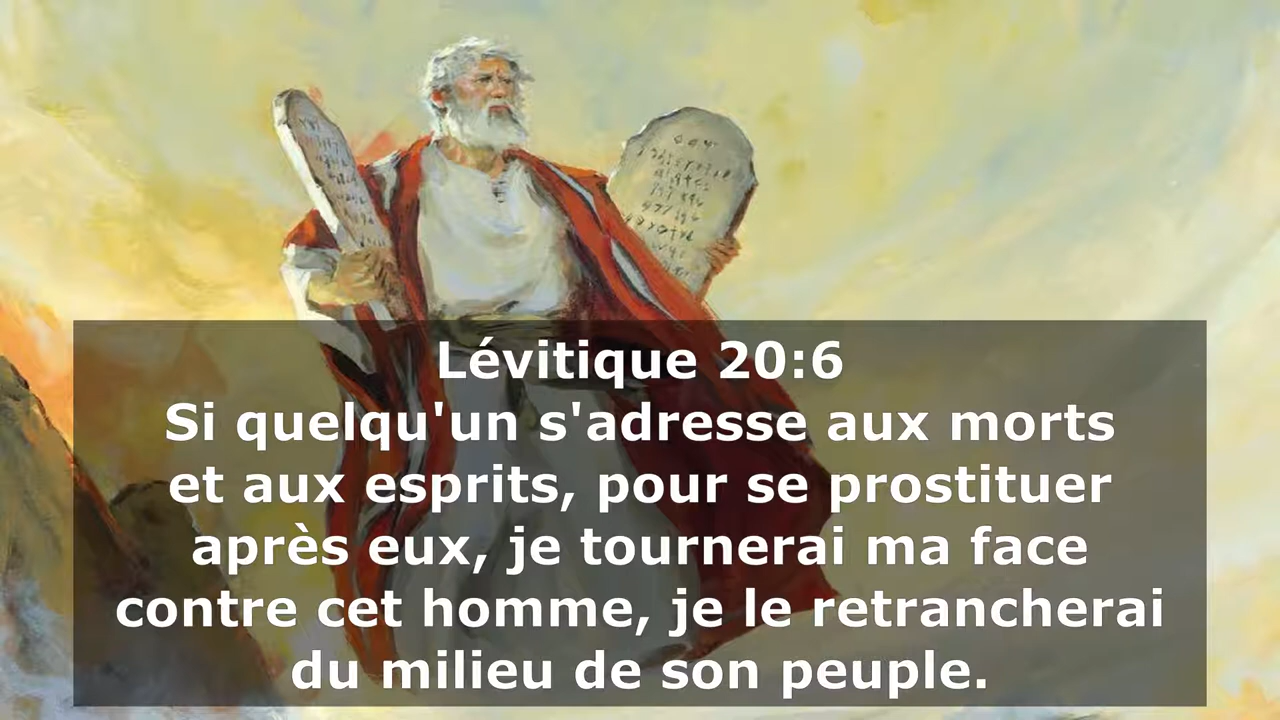 Lévitique 20:6
Si quelqu'un s'adresse aux morts
et aux esprits, pour se prostituer
après eux, je tournerai ma face
contre cet homme, je le retrancherai
du milieu de son peuple.